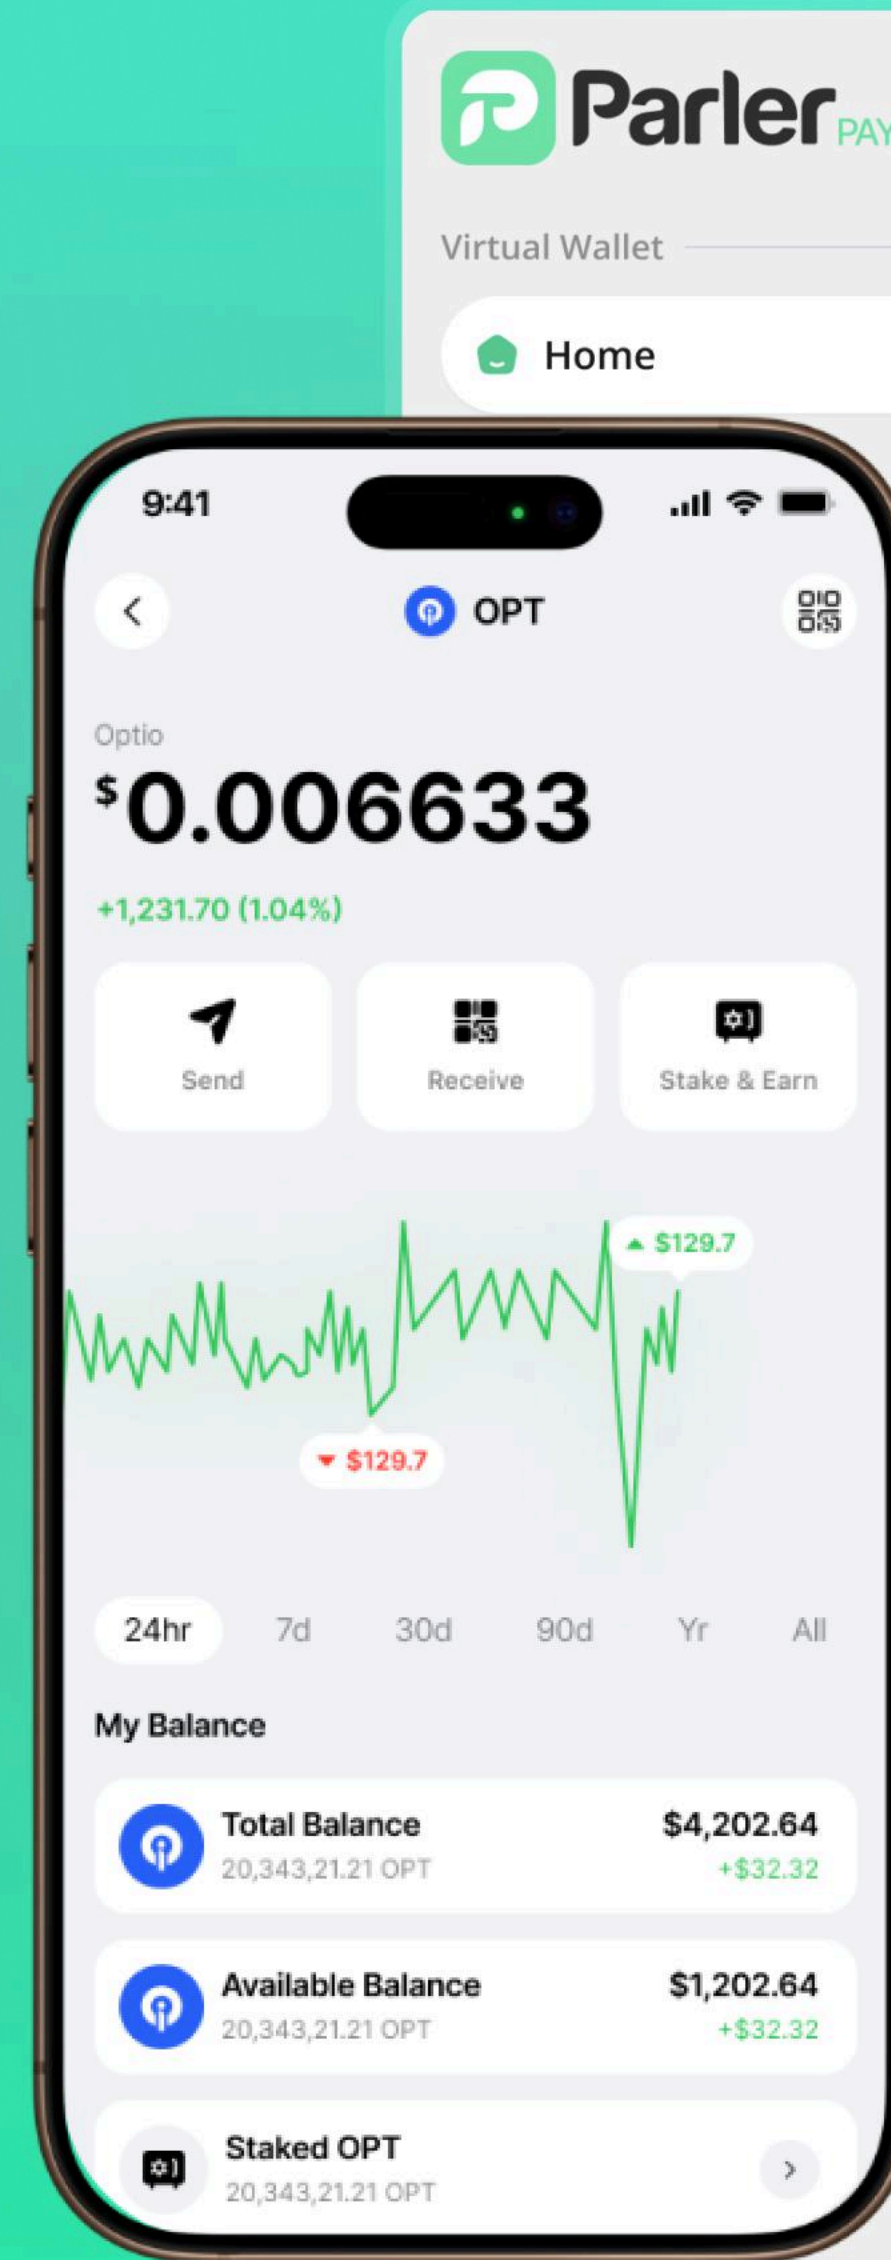 Parler PAY
Virtual Wallet
Home
9:41
OPT
Optio
$0.006633
+1,231.70 (1.04%)
Send
Receive
Stake & Earn
$129.7
$129.7
24hr 7d 30d 90d Yr All
My Balance
Total Balance $4,202.64
20,343,21.21 OPT +$32.32
Available Balance $1,202.64
20,343,21.21 OPT +$32.32
Staked OPT
20,343,21.21 OPT